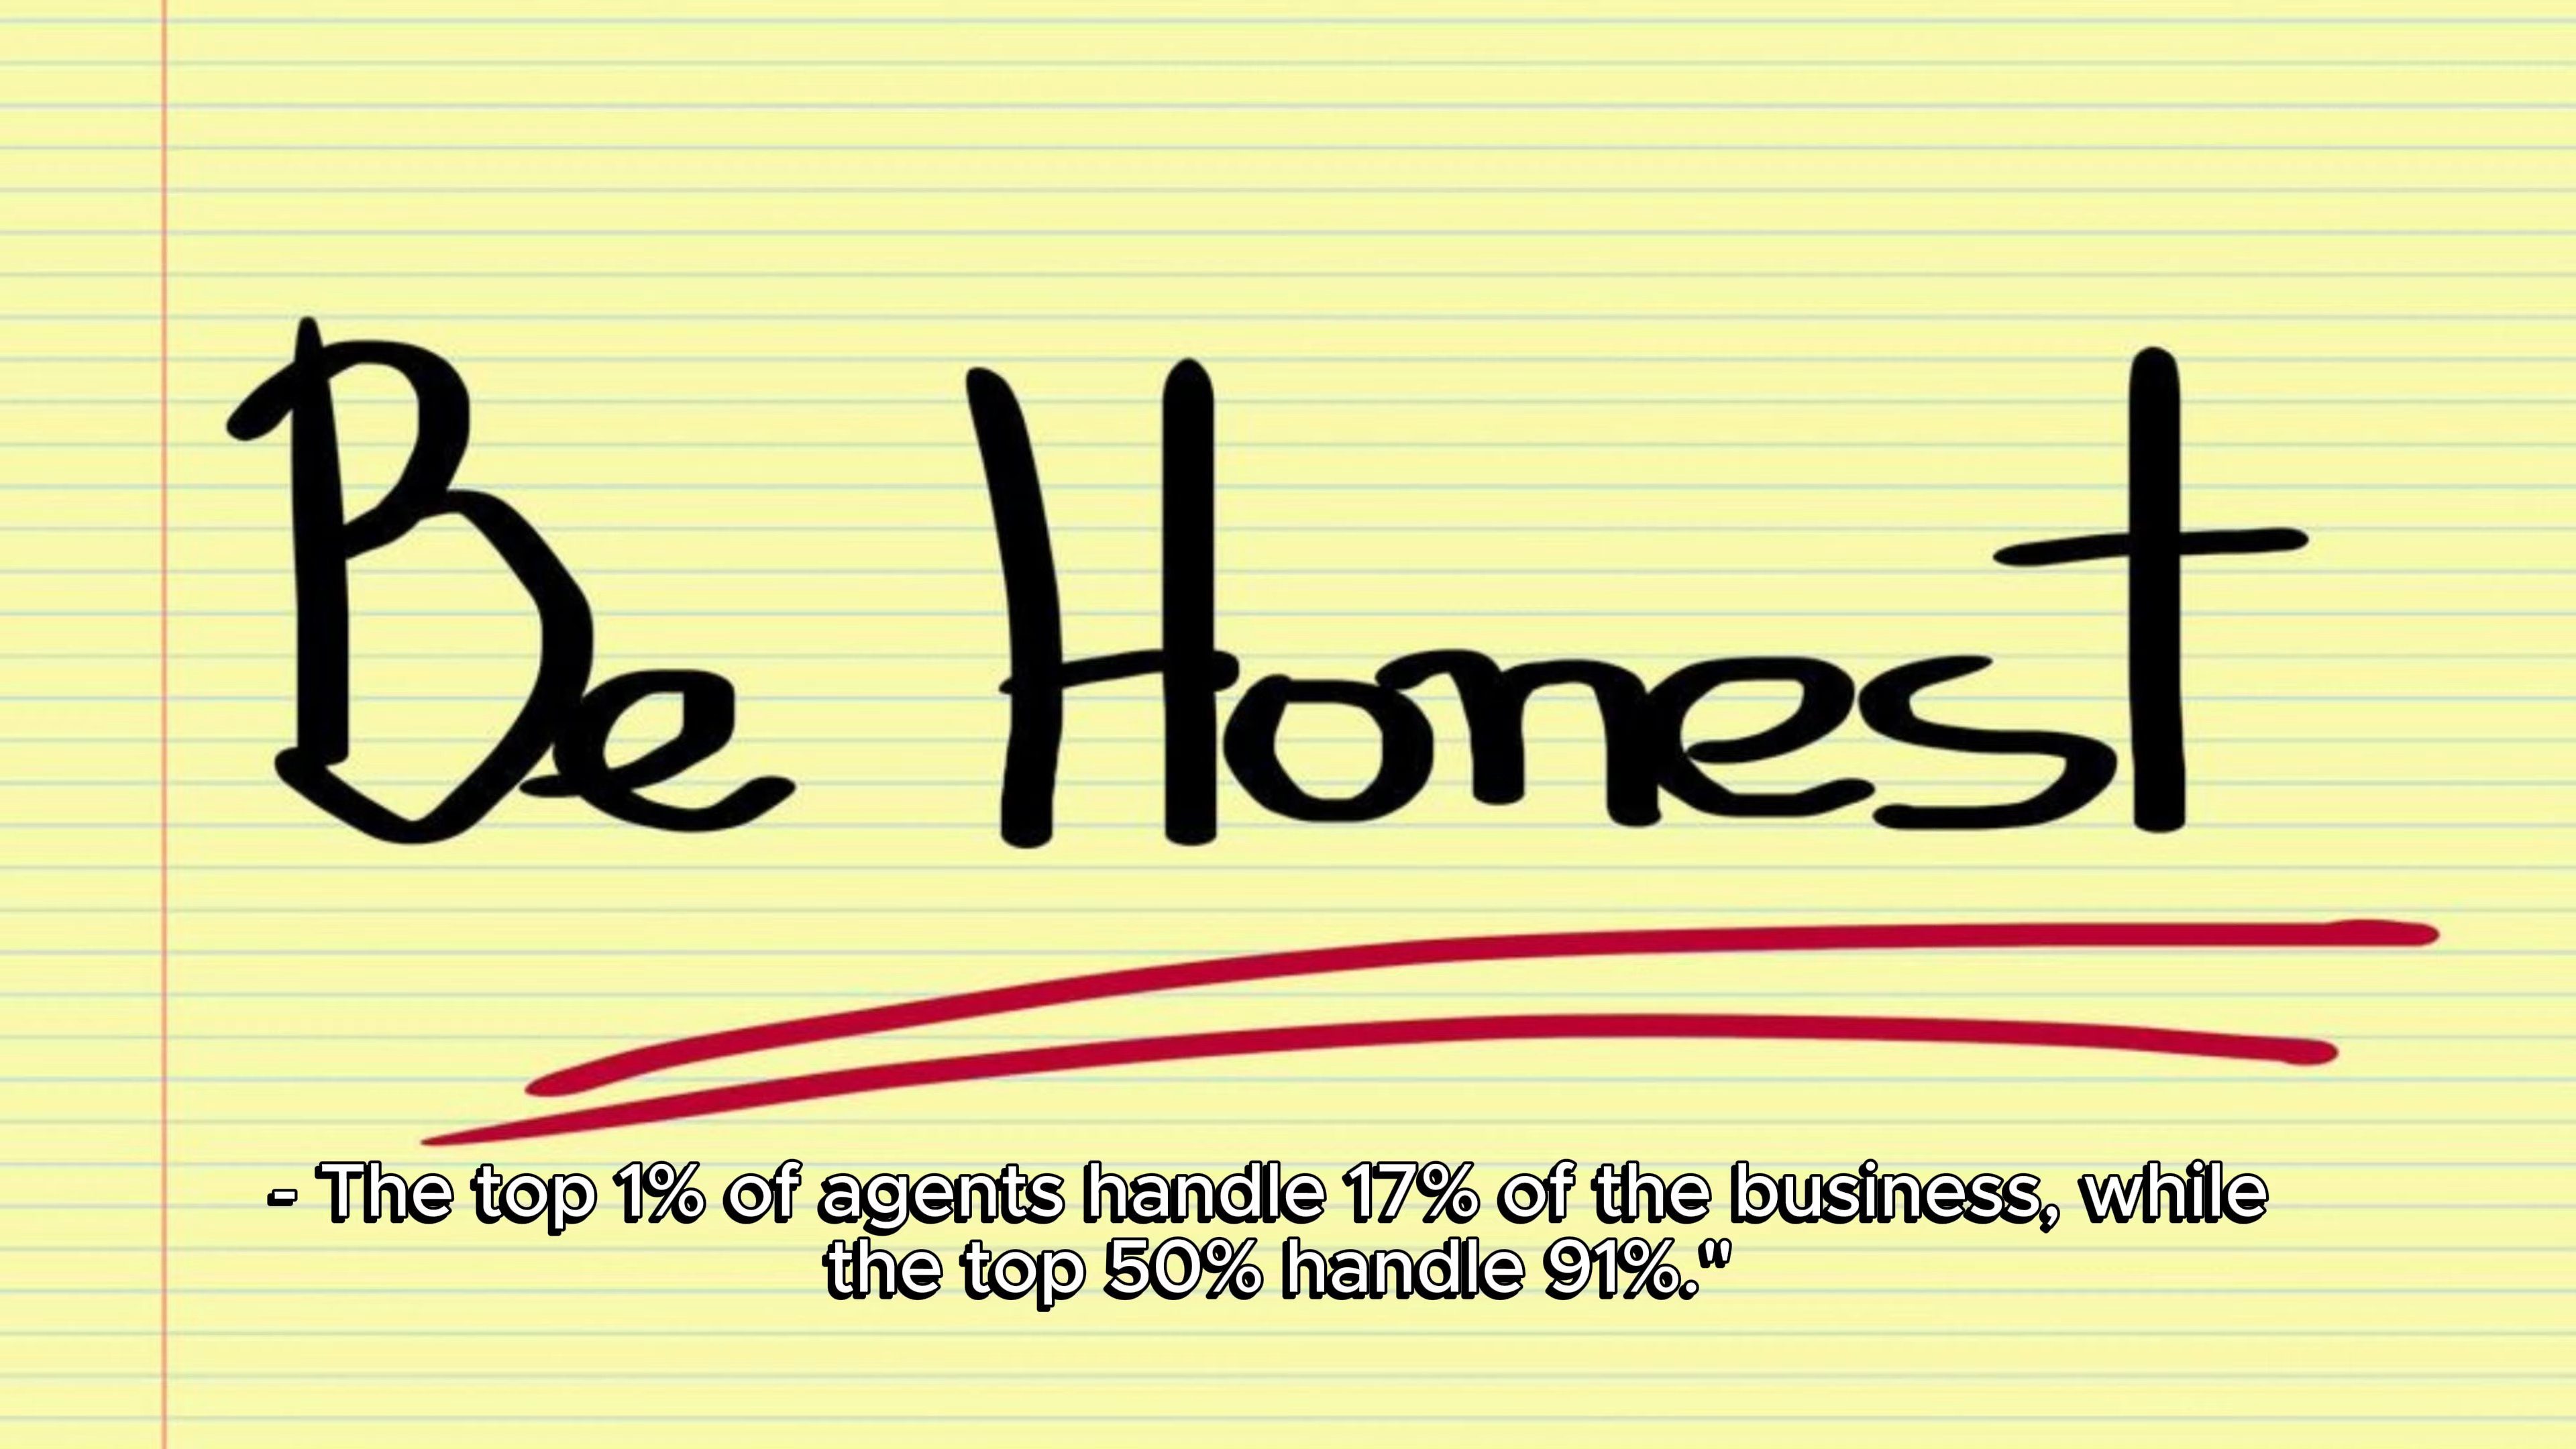 Be Honest
- The top 1% of agents handle 17% of the business, while
the top 50% handle 91%."